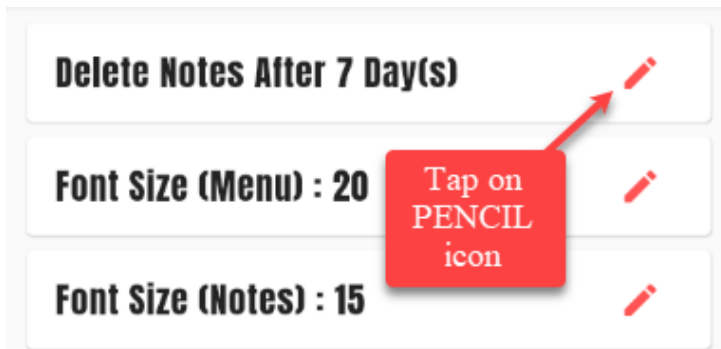 Delete Notes After 7 Day(s)
Font Size (Menu) : 20
Tap on
PENCIL
icon
Font Size (Notes) : 15